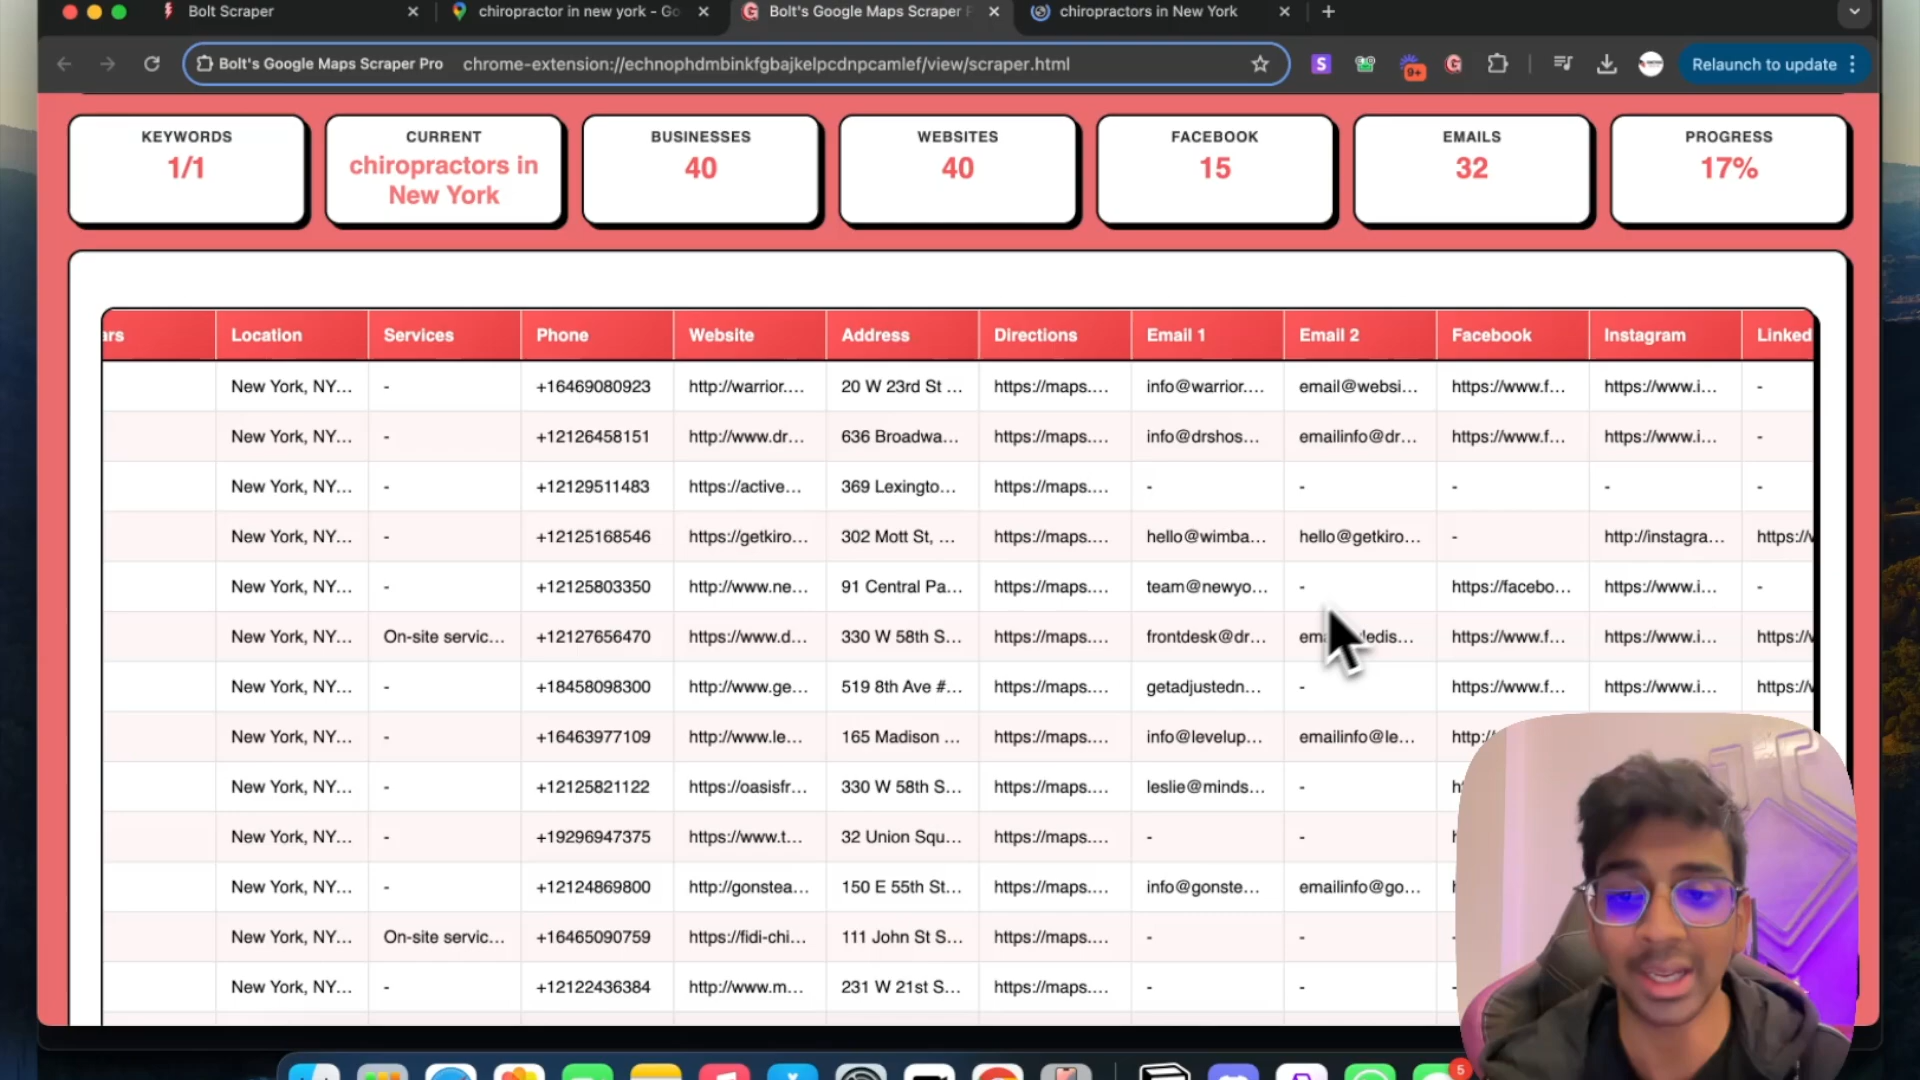 Bolt Scraper
chiropractor in new york - Go
Bolt's Google Maps Scraper P
chiropractors in New York
Bolt's Google Maps Scraper Pro chrome-extension://echnophdmbinkfgbajkelpcdnpcamlef/view/scraper.html
S 9+ G Relaunch to update
KEYWORDS
1/1
CURRENT
chiropractors in
New York
BUSINESSES
40
WEBSITES
40
FACEBOOK
15
EMAILS
32
PROGRESS
17%
ars Location Services Phone Website Address Directions Email 1 Email 2 Facebook Instagram Linked
New York, NY... - +16469080923 http://warrior.... 20 W 23rd St ... https://maps.... info@warrior.... email@websi... https://www.f... https://www.i... -
New York, NY... - +12126458151 http://www.dr... 636 Broadwa... https://maps.... info@drshos... emailinfo@dr... https://www.f... https://www.i... -
New York, NY... - +12129511483 https://active... 369 Lexingto... https://maps.... - - - - -
New York, NY... - +12125168546 https://getkiro... 302 Mott St, ... https://maps.... hello@wimba... hello@getkiro... - http://instagra... https://w
New York, NY... - +12125803350 http://www.ne... 91 Central Pa... https://maps.... team@newyo... - https://facebo... https://www.i... -
New York, NY... On-site servic... +12127656470 https://www.d... 330 W 58th S... https://maps.... frontdesk@dr... https://www.f... https://www.i... https://w
New York, NY... - +18458098300 http://www.ge... 519 8th Ave #... https://maps.... getadjustedn... - https://www.f... https://www.i... https://w
New York, NY... - +16463977109 http://www.le... 165 Madison ... https://maps.... info@levelup... emailinfo@le... http:/
New York, NY... - +12125821122 https://oasisfr... 330 W 58th S... https://maps.... leslie@minds... -
New York, NY... - +19296947375 https://www.t... 32 Union Squ... https://maps.... - -
New York, NY... - +12124869800 http://gonstea... 150 E 55th St... https://maps.... info@gonste... emailinfo@go...
New York, NY... On-site servic... +16465090759 https://fidi-chi... 111 John St S... https://maps.... - - -
New York, NY... - +12122436384 http://www.m... 231 W 21st S... https://maps.... - - -
5